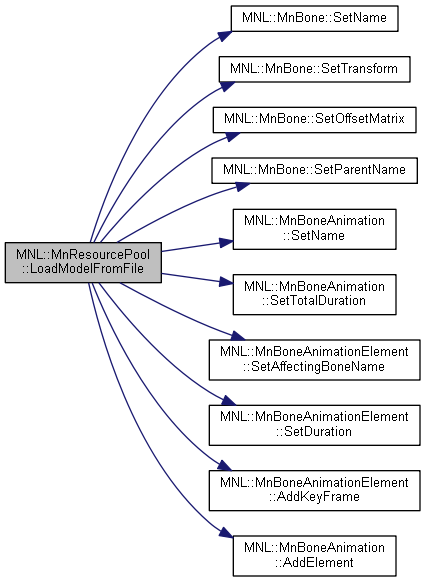 MNL::MnBone::SetName
MNL::MnBone::SetTransform
MNL::MnBone::SetOffsetMatrix
MNL::MnBone::SetParentName
MNL::MnBoneAnimation
::SetName
MNL::MnResourcePool
::LoadModelFromFile
MNL::MnBoneAnimation
::SetTotalDuration
MNL::MnBoneAnimationElement
::SetAffectingBoneName
MNL::MnBoneAnimationElement
::SetDuration
MNL::MnBoneAnimationElement
::AddKeyFrame
MNL::MnBoneAnimation
::AddElement